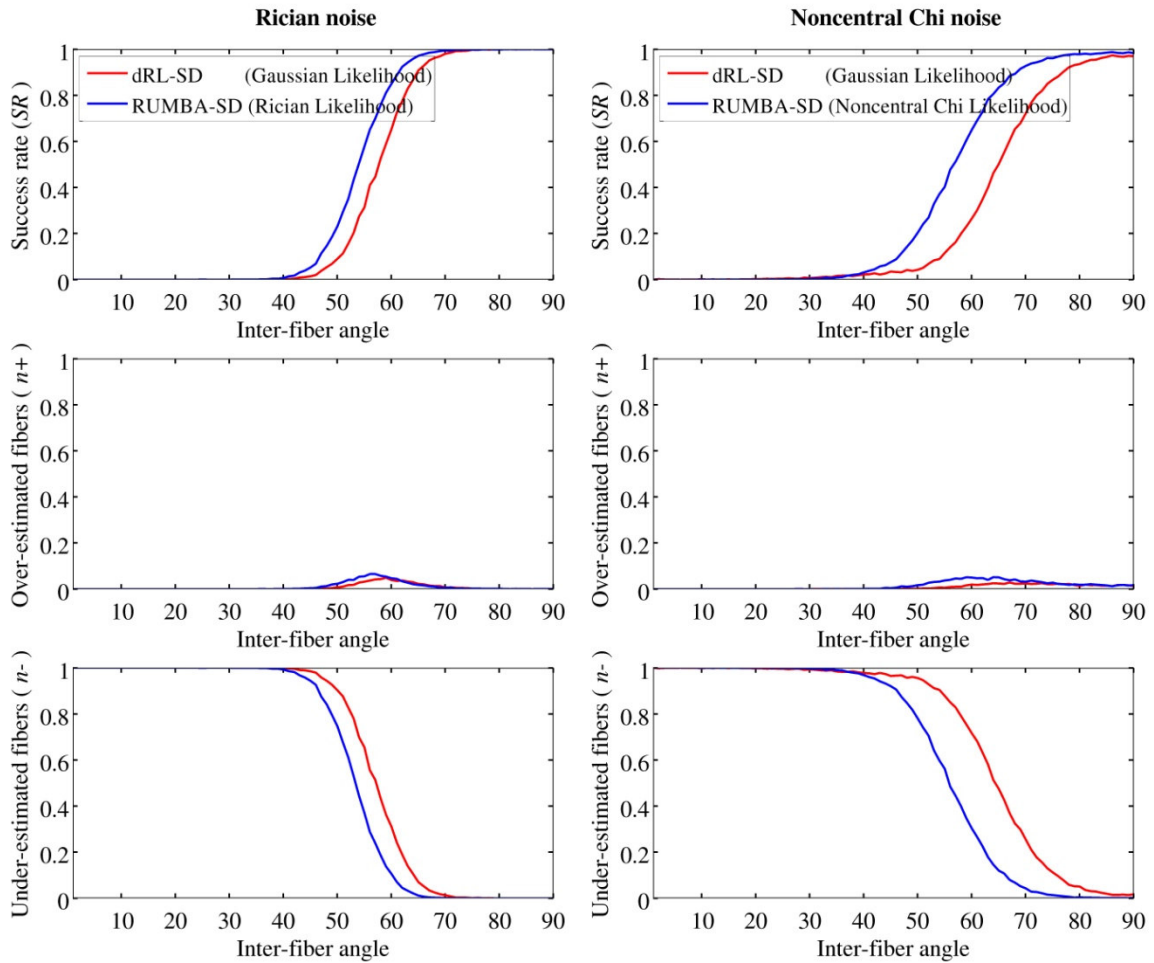 Rician noise
1
0.8
0.6
0.4
0.2
0
Success rate (SR)
dRL-SD (Gaussian Likelihood)
RUMBA-SD (Rician Likelihood)
10 20 30 40 50 60 70 80 90
Inter-fiber angle
Noncentral Chi noise
1
0.8
0.6
0.4
0.2
0
Success rate (SR)
dRL-SD (Gaussian Likelihood)
RUMBA-SD (Noncentral Chi Likelihood)
10 20 30 40 50 60 70 80 90
Inter-fiber angle
1
0.8
0.6
0.4
0.2
0
Over-estimated fibers ( n+ )
10 20 30 40 50 60 70 80 90
Inter-fiber angle
1
0.8
0.6
0.4
0.2
0
Over-estimated fibers ( n+ )
10 20 30 40 50 60 70 80 90
Inter-fiber angle
1
0.8
0.6
0.4
0.2
0
Under-estimated fibers ( n- )
10 20 30 40 50 60 70 80 90
Inter-fiber angle
1
0.8
0.6
0.4
0.2
0
Under-estimated fibers ( n- )
10 20 30 40 50 60 70 80 90
Inter-fiber angle